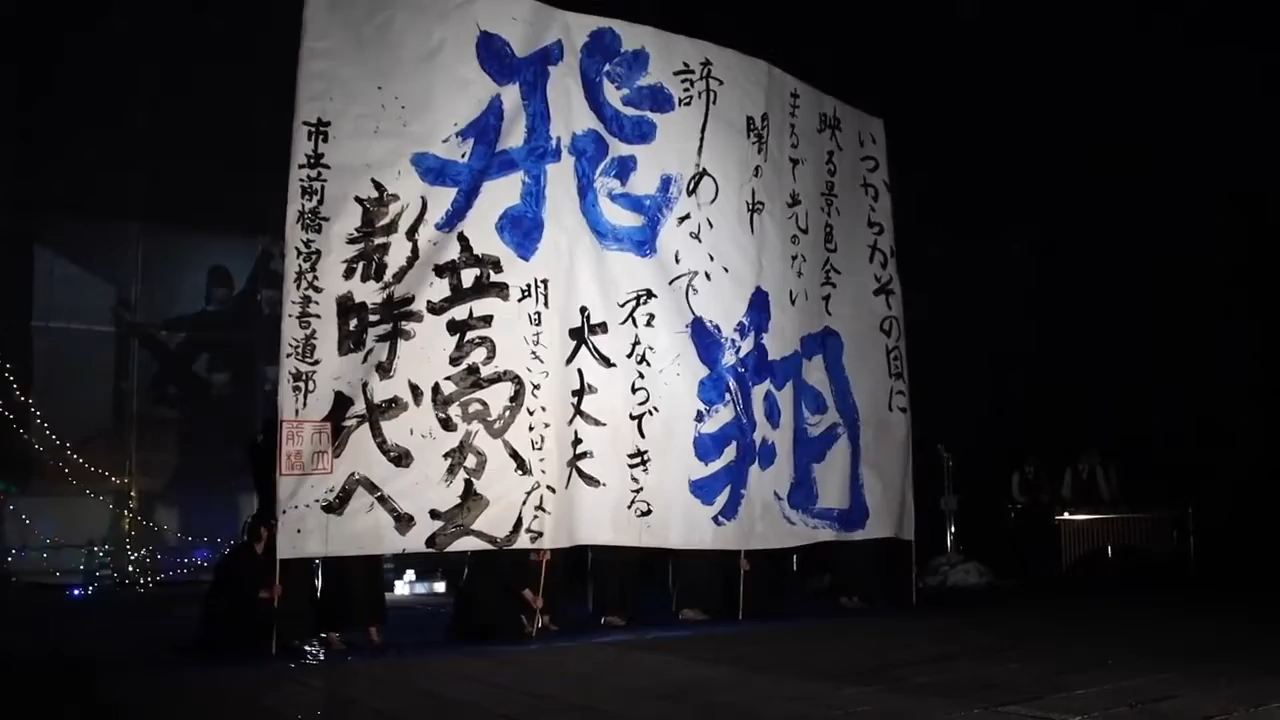 いつからかその目に
映る景色全て
まるで光のない
闇の中
諦めないで
飛翔
君ならできる
大丈夫
明日はきっといい日になる
立ち向かえ
新時代へ
市立前橋高校書道部
市立
前橋